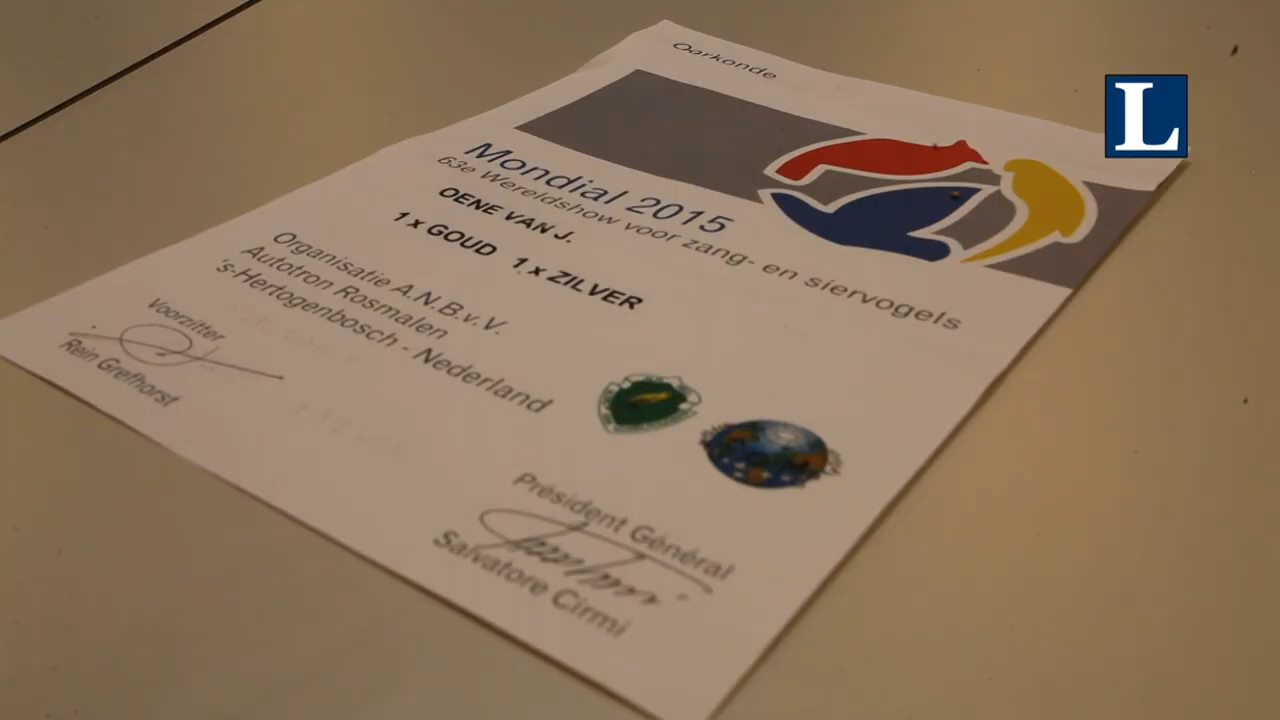 Oorkonde
L
Mondial 2015
63e Wereldshow voor zang- en siervogels
OENE VAN J.
1 x GOUD 1 x ZILVER
Organisatie A.N.B.v.V.
Autotron Rosmalen
's-Hertogenbosch - Nederland
Voorzitter
Rein Grefhorst
Président Général
Salvatore Cirmi